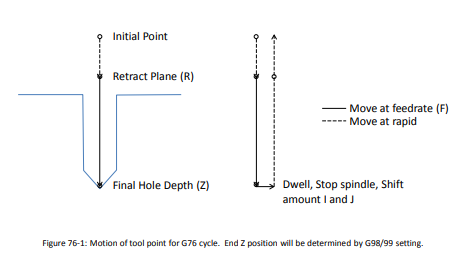 Initial Point
Retract Plane (R)
Move at feedrate (F)
Move at rapid
Final Hole Depth (Z)
Dwell, Stop spindle, Shift
amount I and J
Figure 76-1: Motion of tool point for G76 cycle. End Z position will be determined by G98/99 setting.